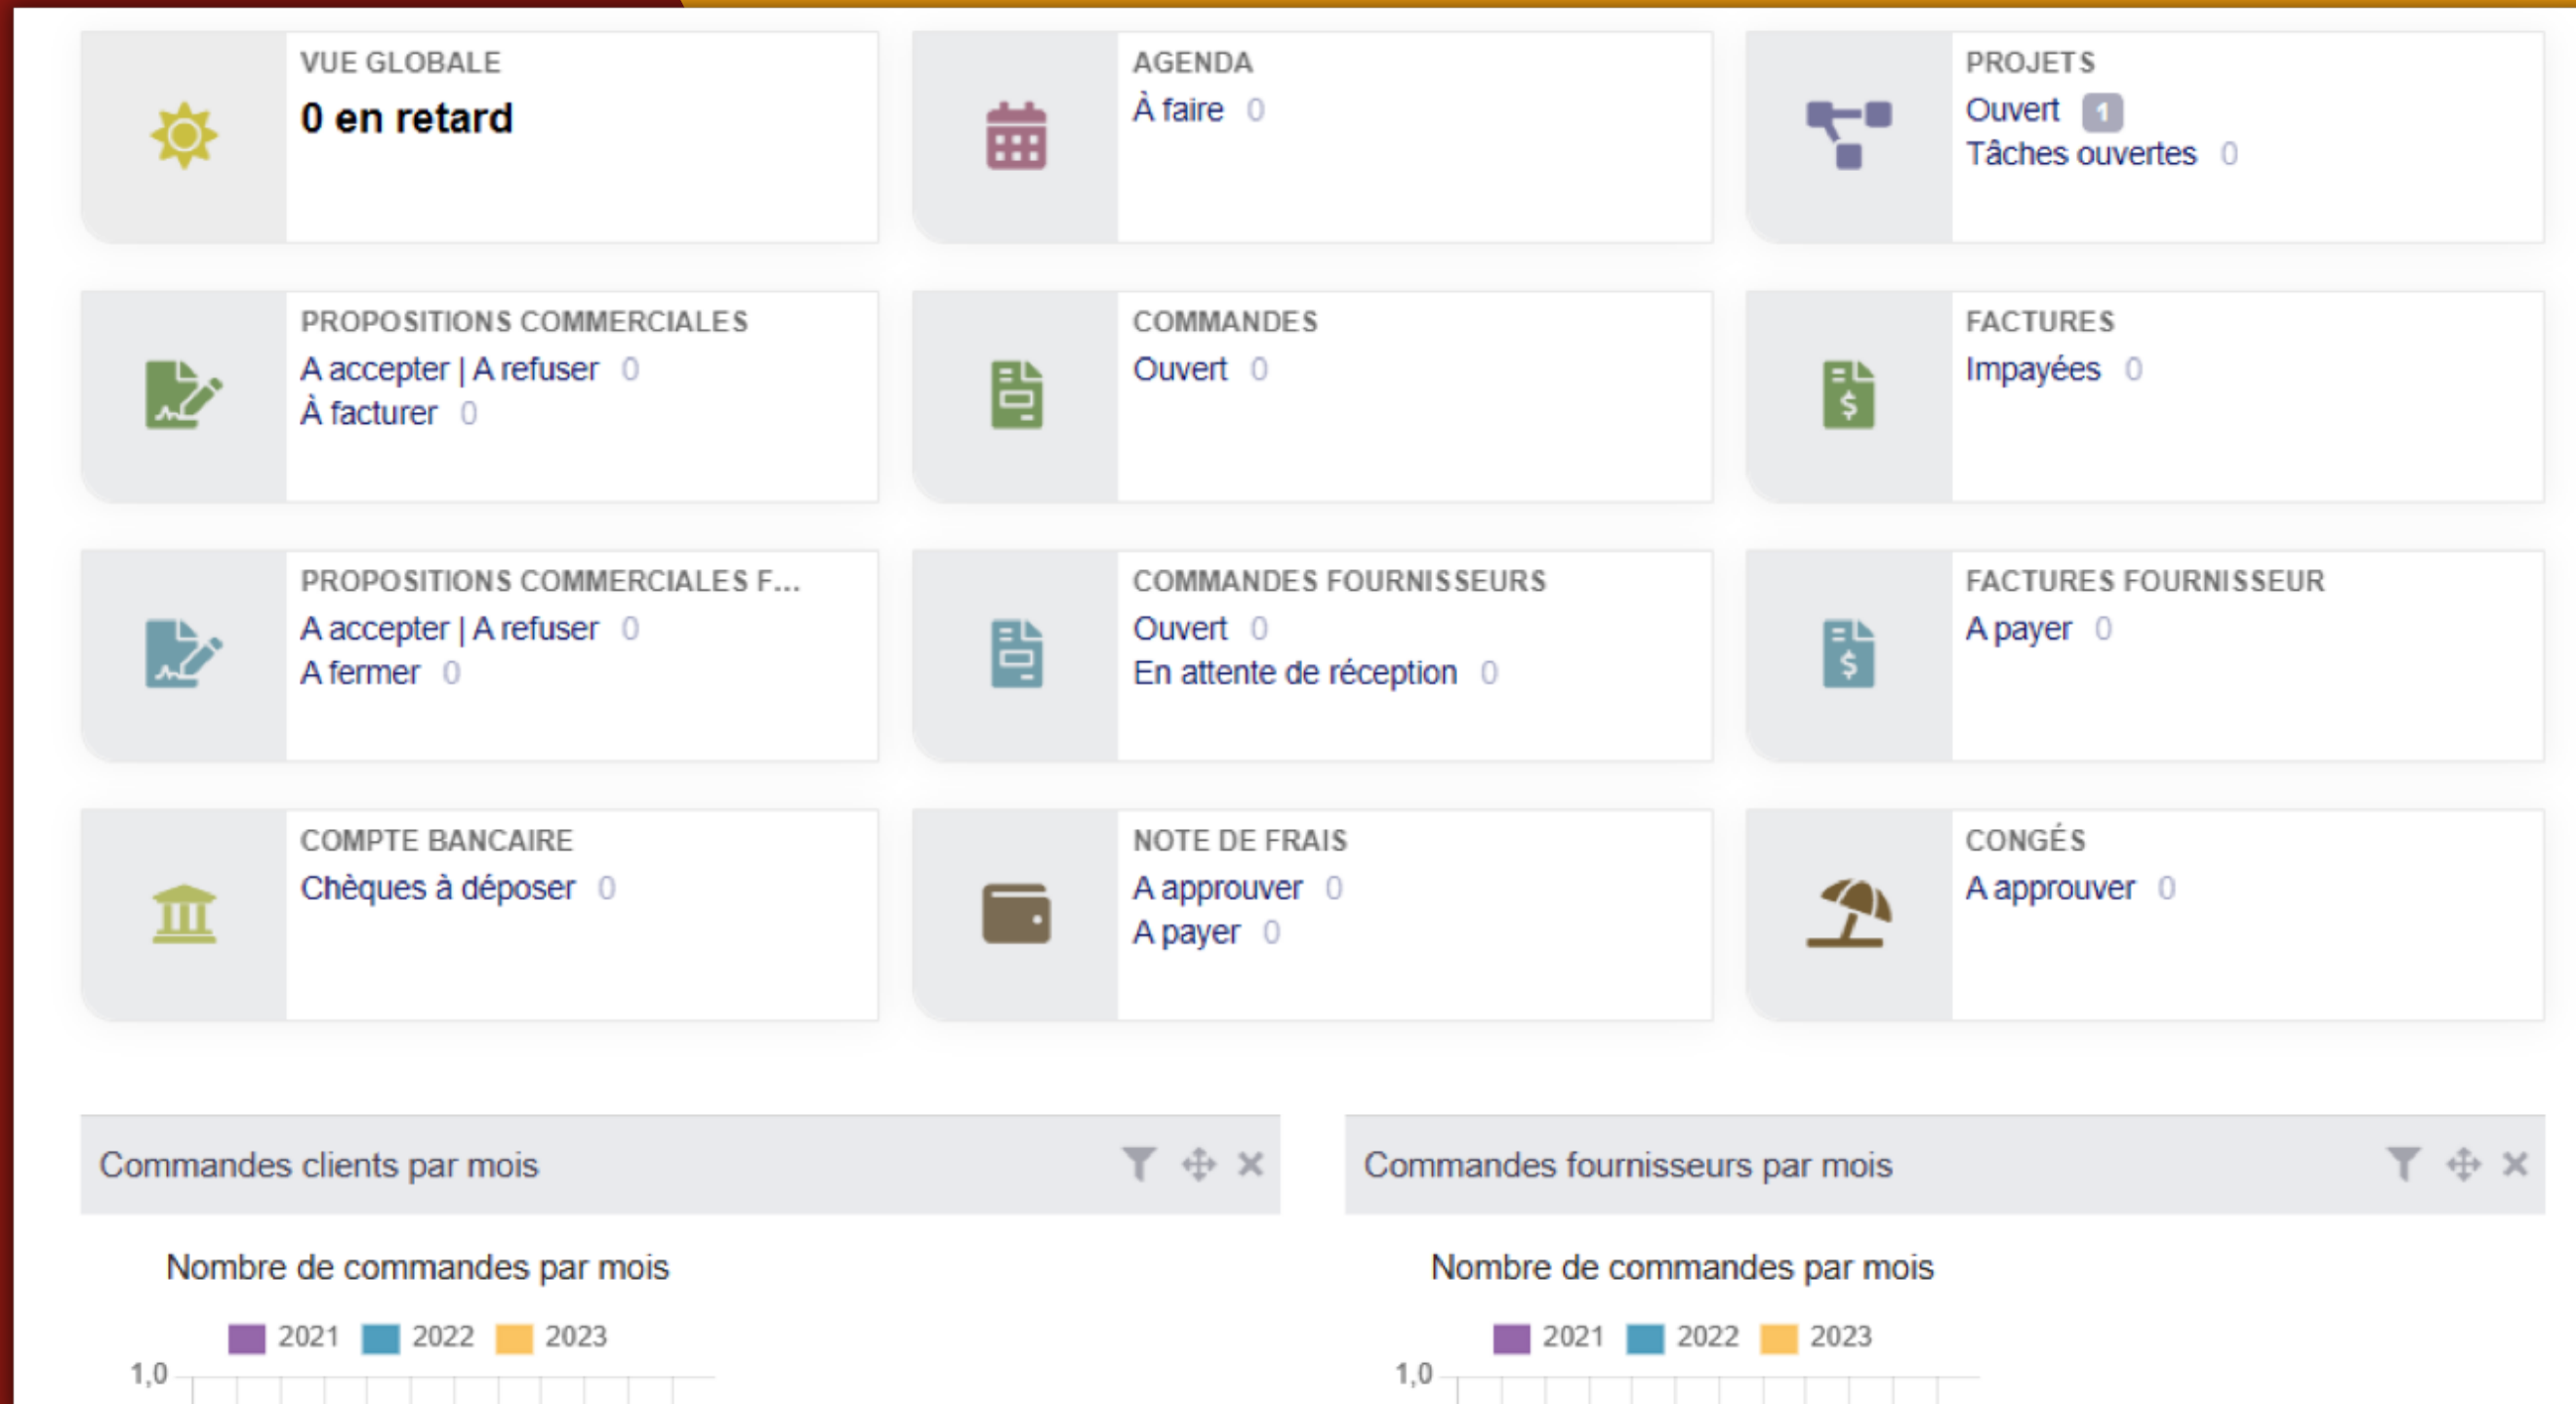 VUE GLOBALE
0 en retard
AGENDA
À faire 0
PROJETS
Ouvert 1
Tâches ouvertes 0
PROPOSITIONS COMMERCIALES
A accepter | A refuser 0
À facturer 0
COMMANDES
Ouvert 0
FACTURES
Impayées 0
PROPOSITIONS COMMERCIALES F...
A accepter | A refuser 0
A fermer 0
COMMANDES FOURNISSEURS
Ouvert 0
En attente de réception 0
FACTURES FOURNISSEUR
A payer 0
COMPTE BANCAIRE
Chèques à déposer 0
NOTE DE FRAIS
A approuver 0
A payer 0
CONGÉS
A approuver 0
Commandes clients par mois
Nombre de commandes par mois
2021 2022 2023
1,0
Commandes fournisseurs par mois
Nombre de commandes par mois
2021 2022 2023
1,0